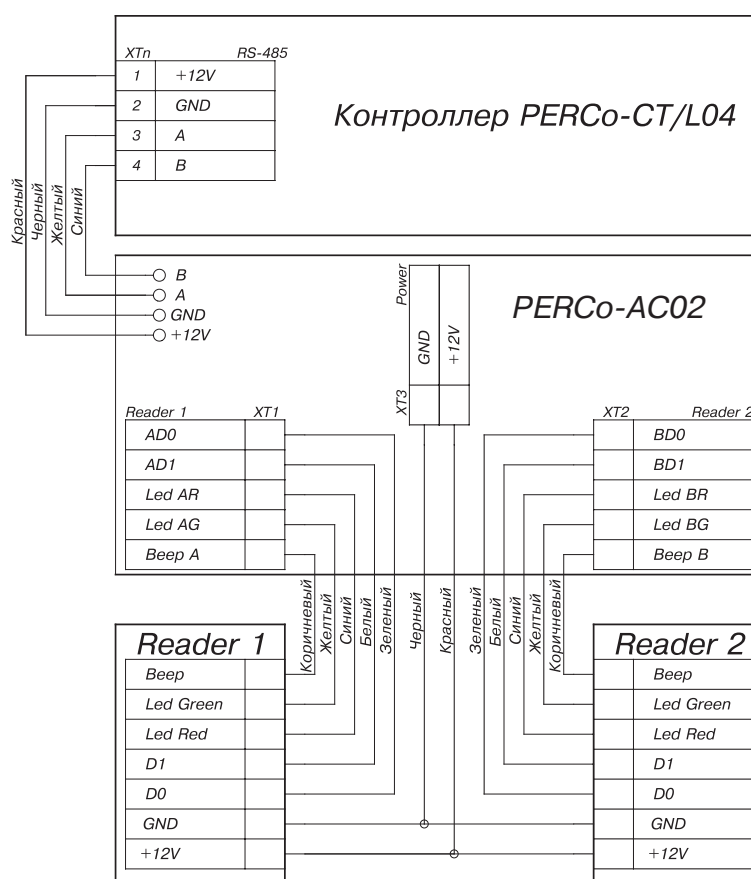 XTn RS-485
1 +12V
2 GND
3 A
4 B
Контроллер PERCo-CT/L04
Красный
Черный
Желтый
Синий
B
A
GND
+12V
Power
GND
+12V
XT3
PERCo-AC02
Reader 1 XT1
AD0
AD1
Led AR
Led AG
Beep A
XT2 Reader 2
BD0
BD1
Led BR
Led BG
Beep B
Коричневый
Желтый
Синий
Белый
Зеленый
Черный
Красный
Зеленый
Белый
Синий
Желтый
Коричневый
Reader 1
Beep
Led Green
Led Red
D1
D0
GND
+12V
Reader 2
Beep
Led Green
Led Red
D1
D0
GND
+12V